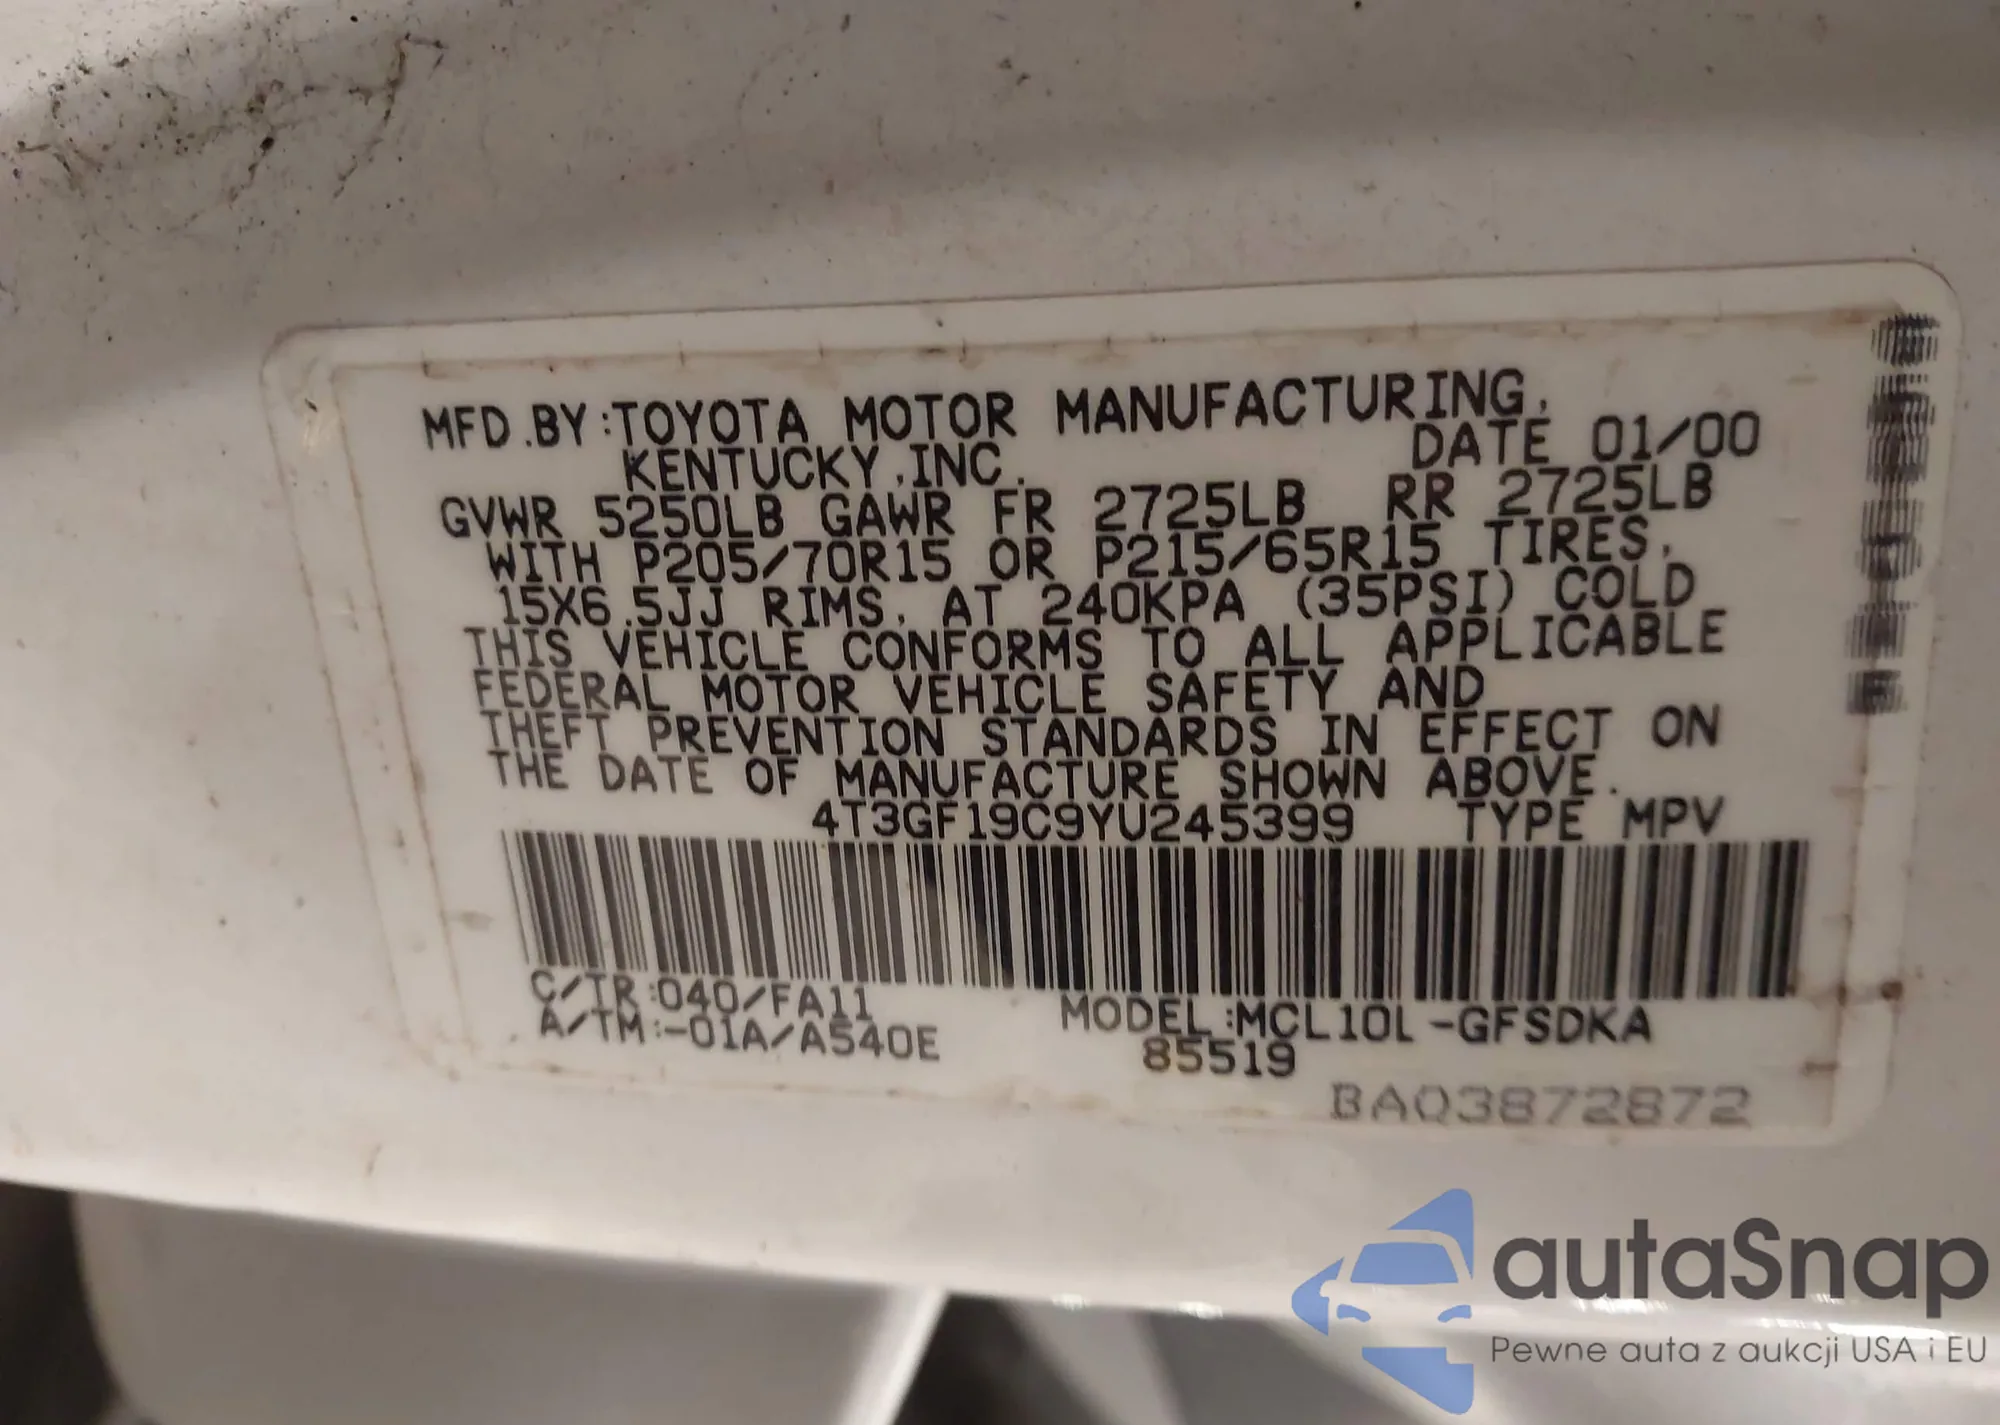 MFD.BY:TOYOTA MOTOR MANUFACTURING,
KENTUCKY,INC. DATE 01/00
GVWR 5250LB GAWR FR 2725LB RR 2725LB
WITH P205/70R15 OR P215/65R15 TIRES,
15X6.5JJ RIMS, AT 240KPA (35PSI) COLD
THIS VEHICLE CONFORMS TO ALL APPLICABLE
FEDERAL MOTOR VEHICLE SAFETY AND
THEFT PREVENTION STANDARDS IN EFFECT ON
THE DATE OF MANUFACTURE SHOWN ABOVE.
4T3GF19C9YU245399 TYPE MPV
C/TR:040/FA11 MODEL:MCL10L-GFSDKA
A/TM:-01A/A540E 85519
BAQ3872872
autaSnap
Pewne auta z aukcji USA i EU